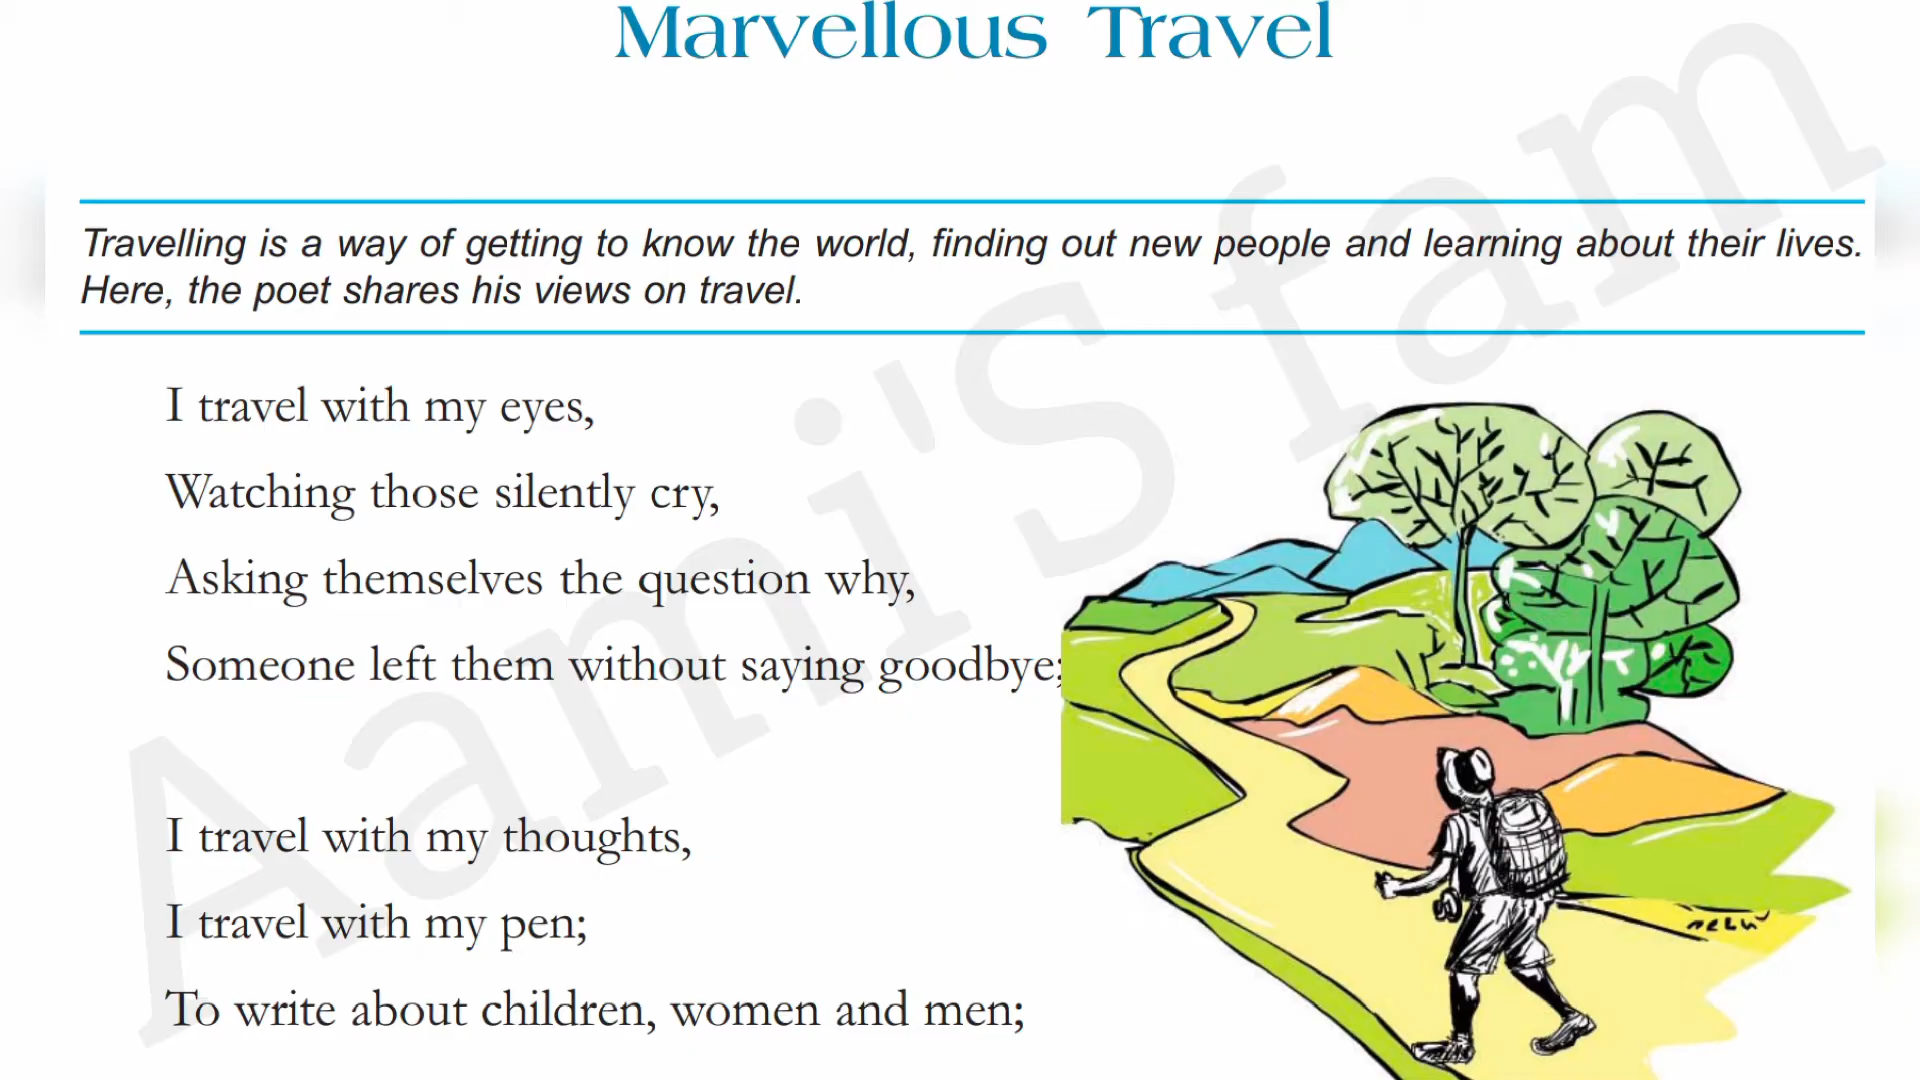 Marvellous Travel
Travelling is a way of getting to know the world, finding out new people and learning about their lives.
Here, the poet shares his views on travel.
I travel with my eyes,
Watching those silently cry,
Asking themselves the question why,
Someone left them without saying goodbye;
I travel with my thoughts,
I travel with my pen;
To write about children, women and men;
Aami'S fam